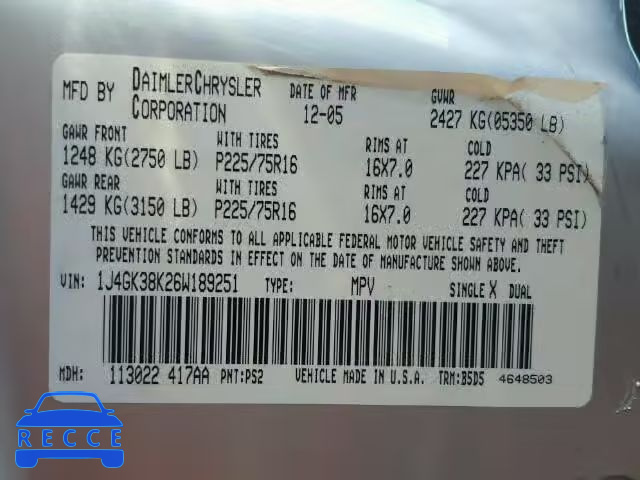 MFD BY DAIMLERCHRYSLER CORPORATION DATE OF MFR 12-05 GVWR 2427 KG(05350 LB)
GAWR FRONT WITH TIRES RIMS AT COLD
1248 KG(2750 LB) P225/75R16 16X7.0 227 KPA( 33 PSI)
GAWR REAR WITH TIRES RIMS AT COLD
1429 KG(3150 LB) P225/75R16 16X7.0 227 KPA( 33 PSI)
THIS VEHICLE CONFORMS TO ALL APPLICABLE FEDERAL MOTOR VEHICLE SAFETY AND THEFT
PREVENTION STANDARDS IN EFFECT ON THE DATE OF MANUFACTURE SHOWN ABOVE.
VIN: 1J4GK38K26W189251 TYPE: MPV SINGLE X DUAL
MDH: 113022 417AA PNT:PS2 VEHICLE MADE IN U.S.A. TRM:B5D5 4648503
RECCE